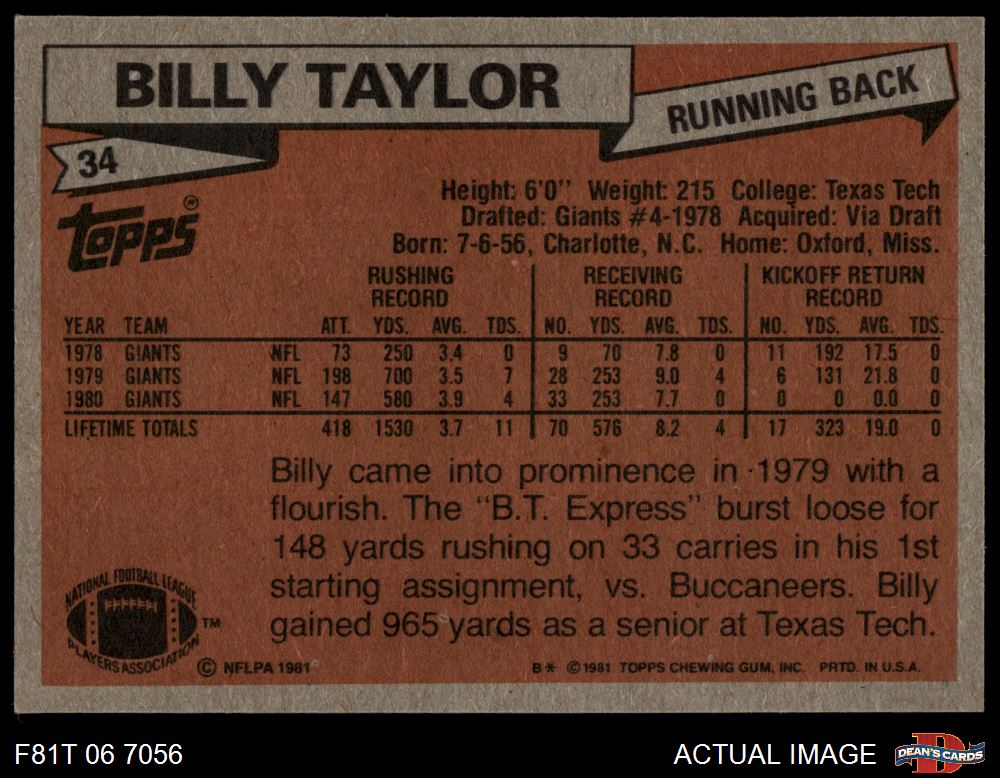 BILLY TAYLOR
RUNNING BACK
34
Topps®
Height: 6'0'' Weight: 215 College: Texas Tech
Drafted: Giants #4-1978 Acquired: Via Draft
Born: 7-6-56, Charlotte, N.C. Home: Oxford, Miss.
RUSHING RECORD RECEIVING RECORD KICKOFF RETURN RECORD
YEAR TEAM ATT. YDS. AVG. TDS. NO. YDS. AVG. TDS. NO. YDS. AVG. TDS.
1978 GIANTS NFL 73 250 3.4 0 9 70 7.8 0 11 192 17.5 0
1979 GIANTS NFL 198 700 3.5 7 28 253 9.0 4 6 131 21.8 0
1980 GIANTS NFL 147 580 3.9 4 33 253 7.7 0 0 0 0.0 0
LIFETIME TOTALS 418 1530 3.7 11 70 576 8.2 4 17 323 19.0 0
Billy came into prominence in 1979 with a
flourish. The "B.T. Express" burst loose for
148 yards rushing on 33 carries in his 1st
starting assignment, vs. Buccaneers. Billy
gained 965 yards as a senior at Texas Tech.
NATIONAL FOOTBALL LEAGUE
PLAYERS ASSOCIATION
TM
© NFLPA 1981
B* © 1981 TOPPS CHEWING GUM, INC. PRTD. IN U.S.A.
F81T 06 7056
ACTUAL IMAGE
D
DEAN'S CARDS